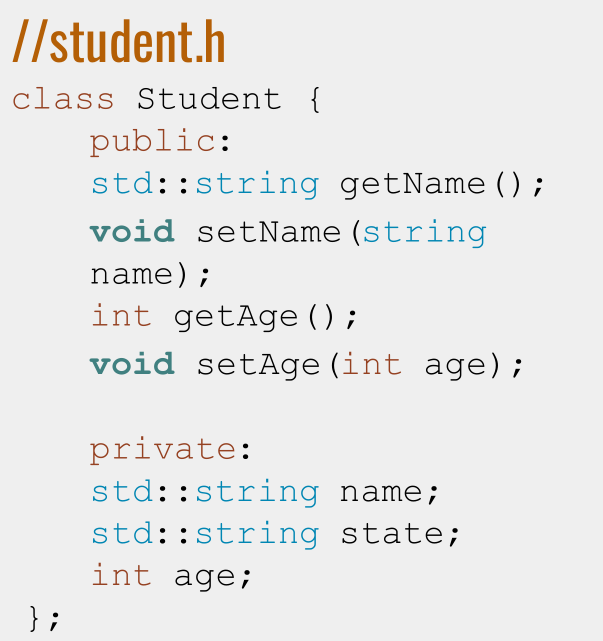 //student.h
class Student {
public:
std::string getName();
void setName(string
name);
int getAge();
void setAge(int age);
private:
std::string name;
std::string state;
int age;
};